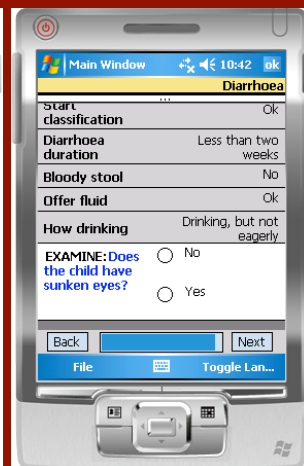 Main Window 10:42 ok
Diarrhoea
...
Start Ok
classification
Diarrhoea Less than two
duration weeks
Bloody stool No
Offer fluid Ok
How drinking Drinking, but not
eagerly
EXAMINE: Does No
the child have
sunken eyes? Yes
Back Next
File Toggle Lan...